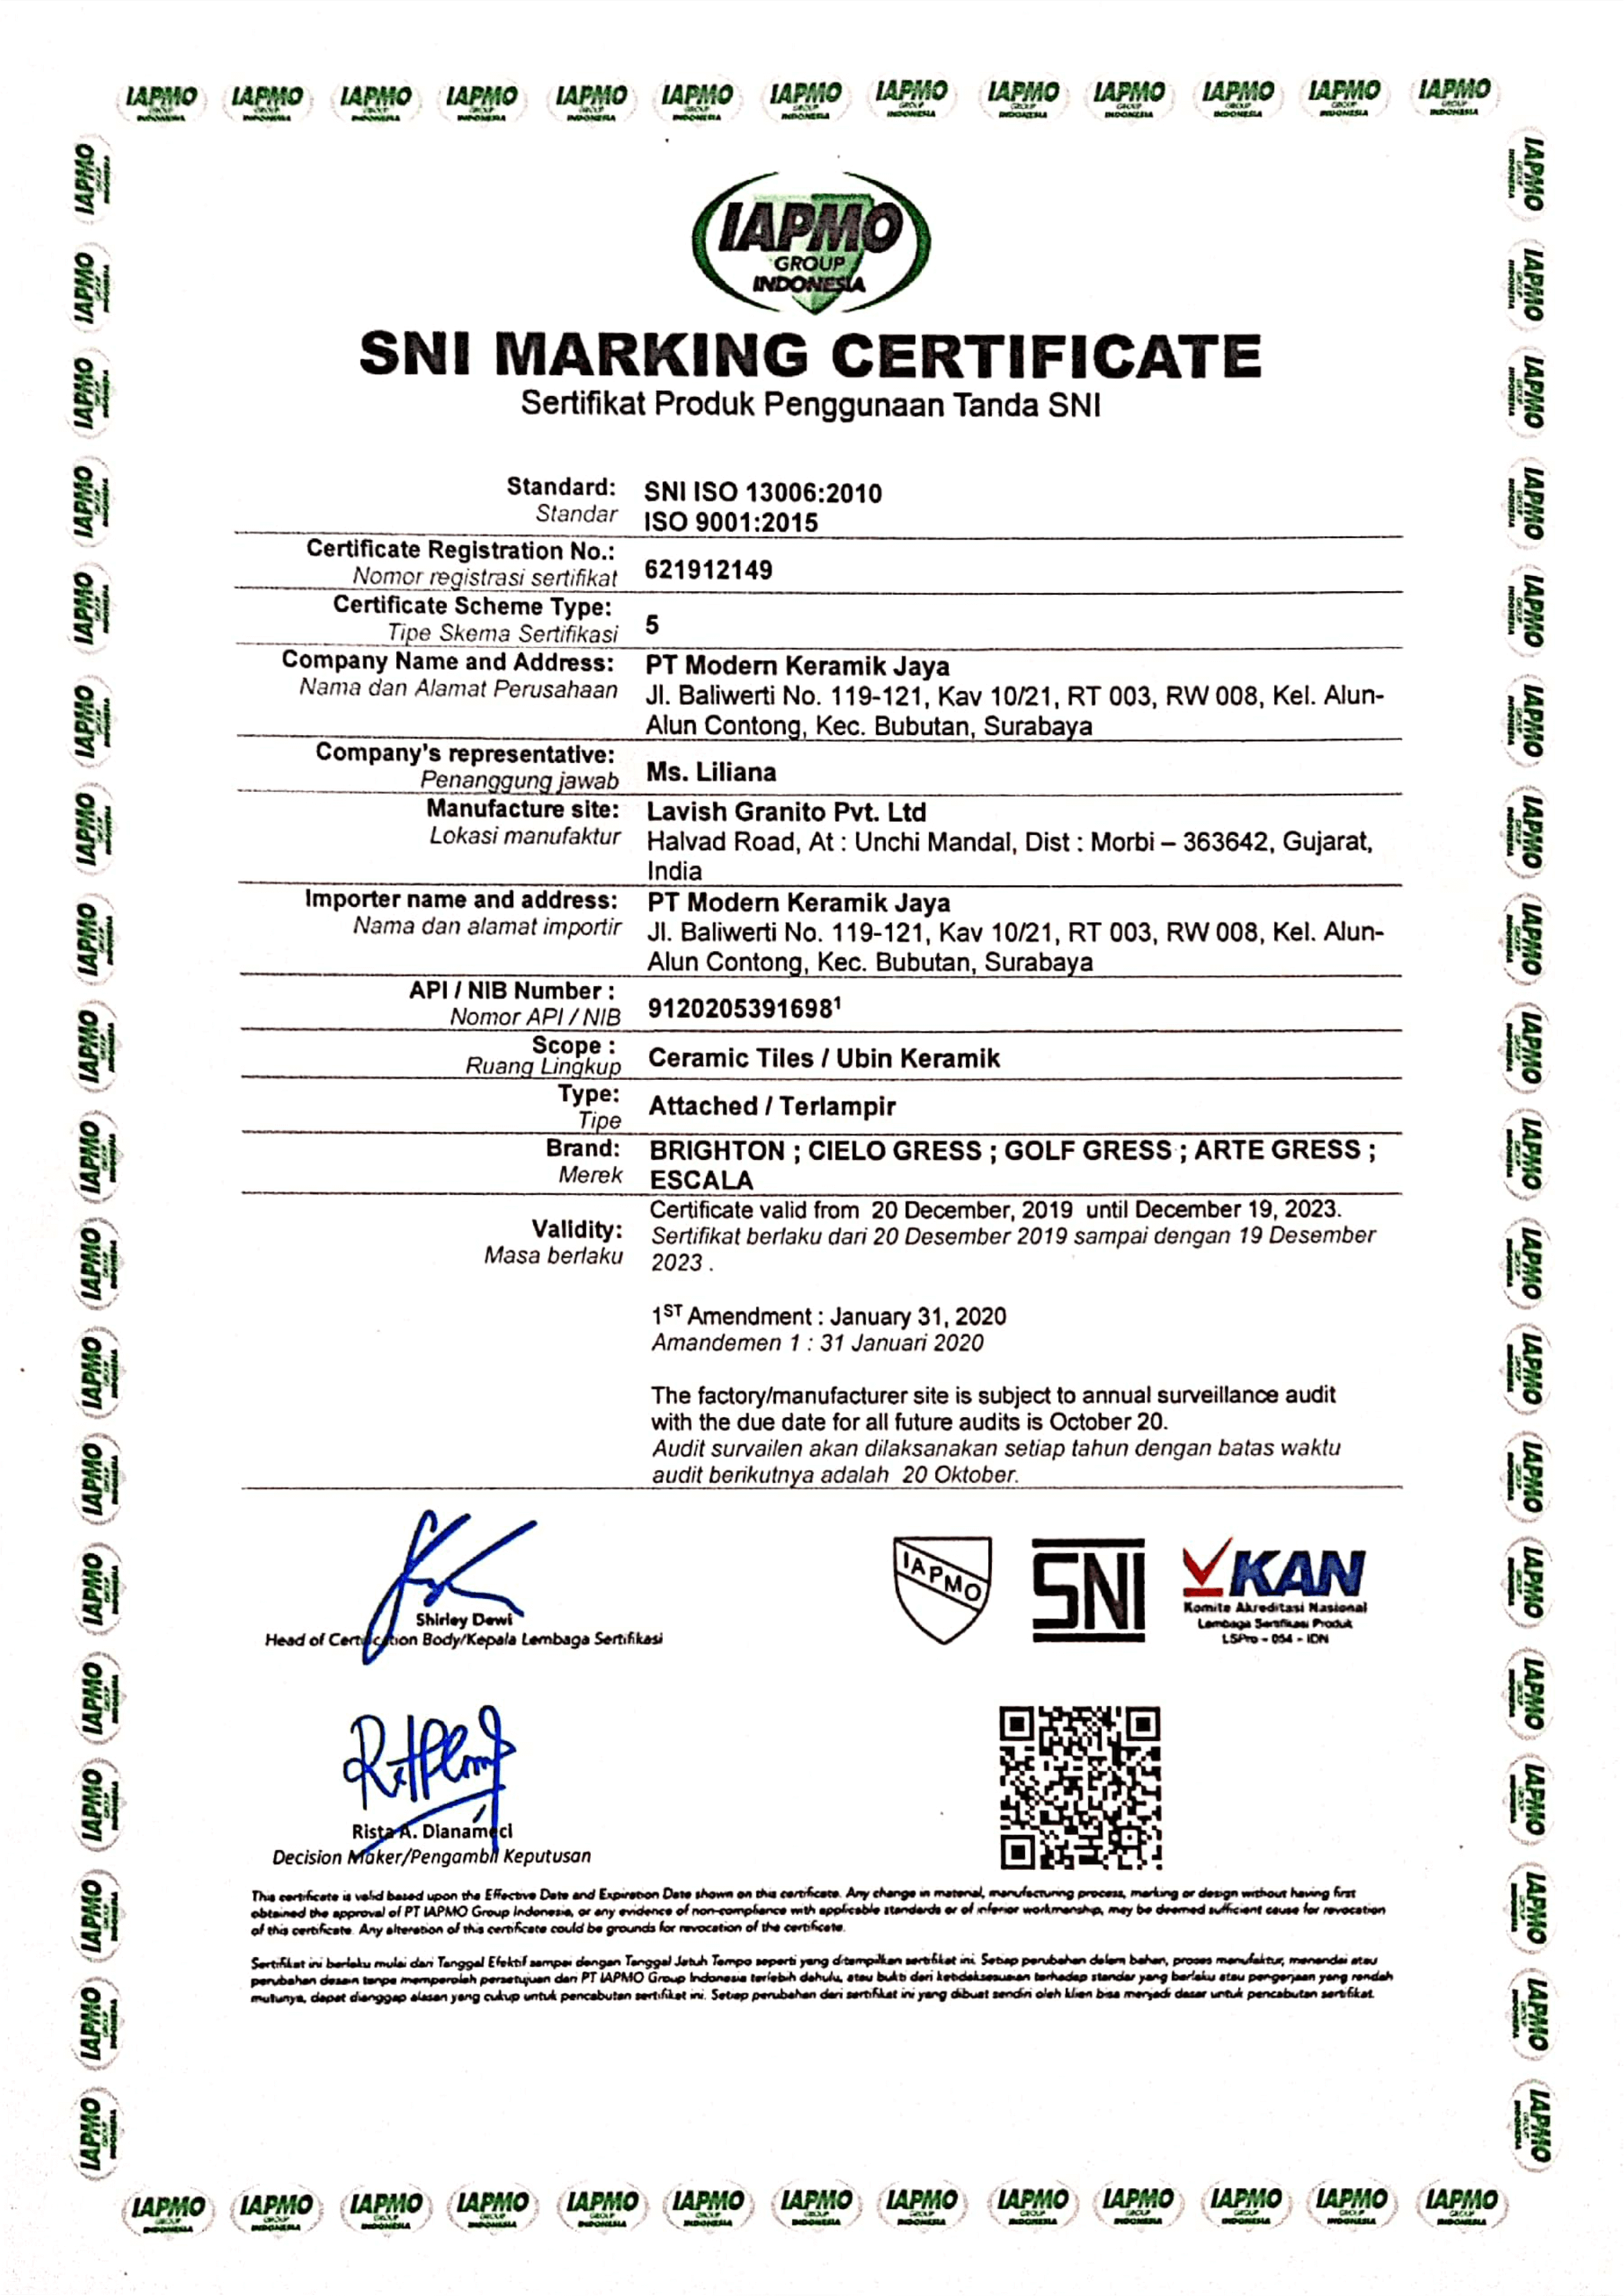 IAPMO
GROUP
INDONESIA
SNI MARKING CERTIFICATE
Sertifikat Produk Penggunaan Tanda SNI
Standard: SNI ISO 13006:2010
Standar ISO 9001:2015
Certificate Registration No.:
Nomor registrasi sertifikat 621912149
Certificate Scheme Type:
Tipe Skema Sertifikasi 5
Company Name and Address: PT Modern Keramik Jaya
Nama dan Alamat Perusahaan Jl. Baliwerti No. 119-121, Kav 10/21, RT 003, RW 008, Kel. Alun-
Alun Contong, Kec. Bubutan, Surabaya
Company's representative:
Penanggung jawab Ms. Liliana
Manufacture site: Lavish Granito Pvt. Ltd
Lokasi manufaktur Halvad Road, At : Unchi Mandal, Dist : Morbi – 363642, Gujarat,
India
Importer name and address: PT Modern Keramik Jaya
Nama dan alamat importir Jl. Baliwerti No. 119-121, Kav 10/21, RT 003, RW 008, Kel. Alun-
Alun Contong, Kec. Bubutan, Surabaya
API / NIB Number :
Nomor API / NIB 9120205391698¹
Scope :
Ruang Lingkup Ceramic Tiles / Ubin Keramik
Type:
Tipe Attached / Terlampir
Brand: BRIGHTON ; CIELO GRESS ; GOLF GRESS ; ARTE GRESS ;
Merek ESCALA
Certificate valid from 20 December, 2019 until December 19, 2023.
Validity: Sertifikat berlaku dari 20 Desember 2019 sampai dengan 19 Desember
Masa berlaku 2023 .
1ST Amendment : January 31, 2020
Amandemen 1 : 31 Januari 2020
The factory/manufacturer site is subject to annual surveillance audit
with the due date for all future audits is October 20.
Audit survailen akan dilaksanakan setiap tahun dengan batas waktu
audit berikutnya adalah 20 Oktober.
Shirley Dewi
Head of Certification Body/Kepala Lembaga Sertifikasi
IAPMO
SNI
KAN
Komite Akreditasi Nasional
Lembaga Sertifikasi Produk
LSPro - 054 - IDN
Rista A. Dianameci
Decision Maker/Pengambil Keputusan
This certificate is valid based upon the Effective Date and Expiration Date shown on this certificate. Any change in material, manufacturing process, marking or design without having first
obtained the approval of PT IAPMO Group Indonesia, or any evidence of non-compliance with applicable standards or of inferior workmanship, may be deemed sufficient cause for revocation
of this certificate. Any alteration of this certificate could be grounds for revocation of the certificate.
Sertifikat ini berlaku mulai dari Tanggal Efektif sampai dengan Tanggal Jatuh Tempo seperti yang ditampilkan sertifikat ini. Setiap perubahan dalam bahan, proses manufaktur, menandai atau
perubahan desain tanpa memperoleh persetujuan dari PT IAPMO Group Indonesia terlebih dahulu, atau bukti dari ketidaksesuaian terhadap standar yang berlaku atau pengerjaan yang rendah
mutunya, dapat dianggap alasan yang cukup untuk pencabutan sertifikat ini. Setiap perubahan dari sertifikat ini yang dibuat sendiri oleh klien bisa menjadi dasar untuk pencabutan sertifikat.